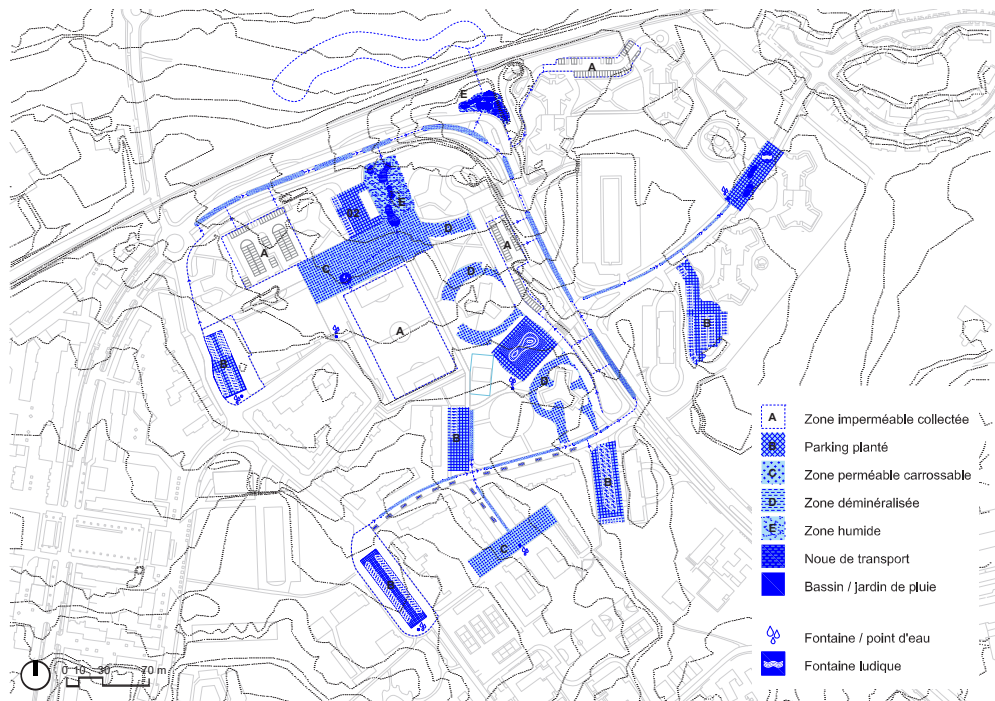 A
E
B2
E
D
A
A
C
D
A
B
B
D
B
B
C
B
A Zone imperméable collectée
B Parking planté
C Zone perméable carrossable
D Zone déminéralisée
E Zone humide
Noue de transport
Bassin / jardin de pluie
Fontaine / point d'eau
Fontaine ludique
0 10 30 70 m